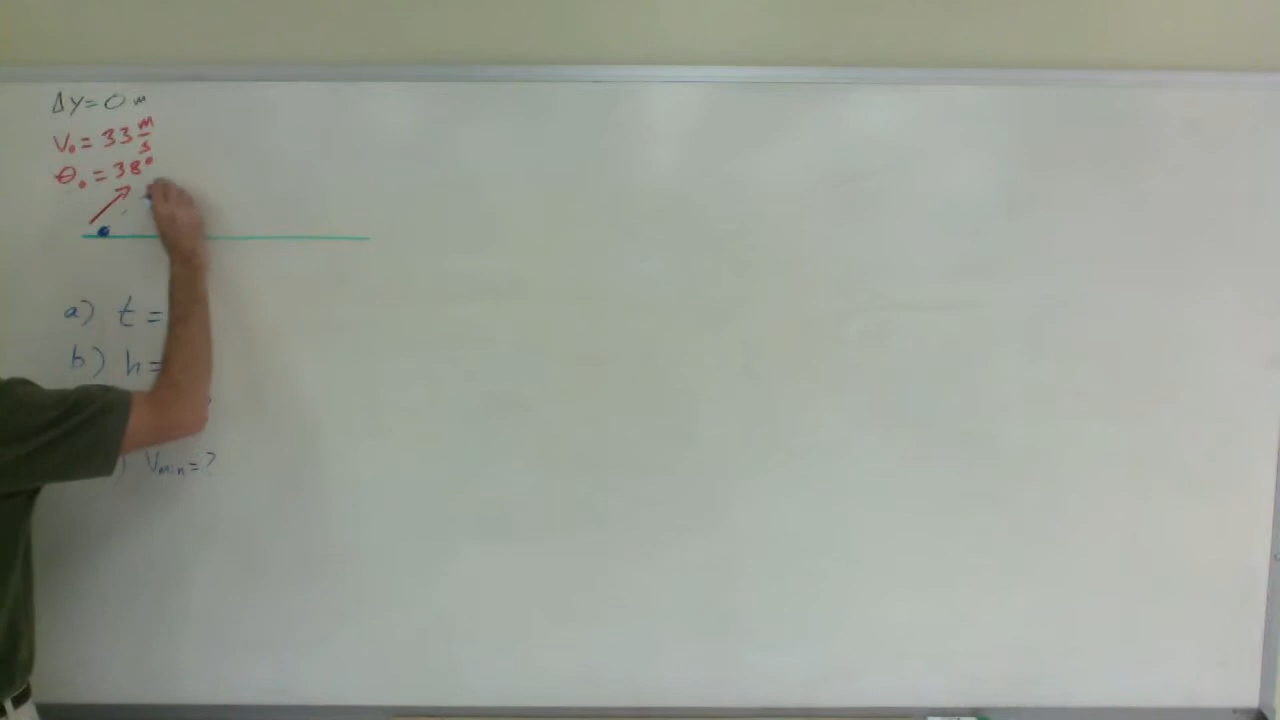 Δy = 0 m
V₀ = 33 m/s
θ₀ = 38°
a) t =
b) h =
) Vmin = ?